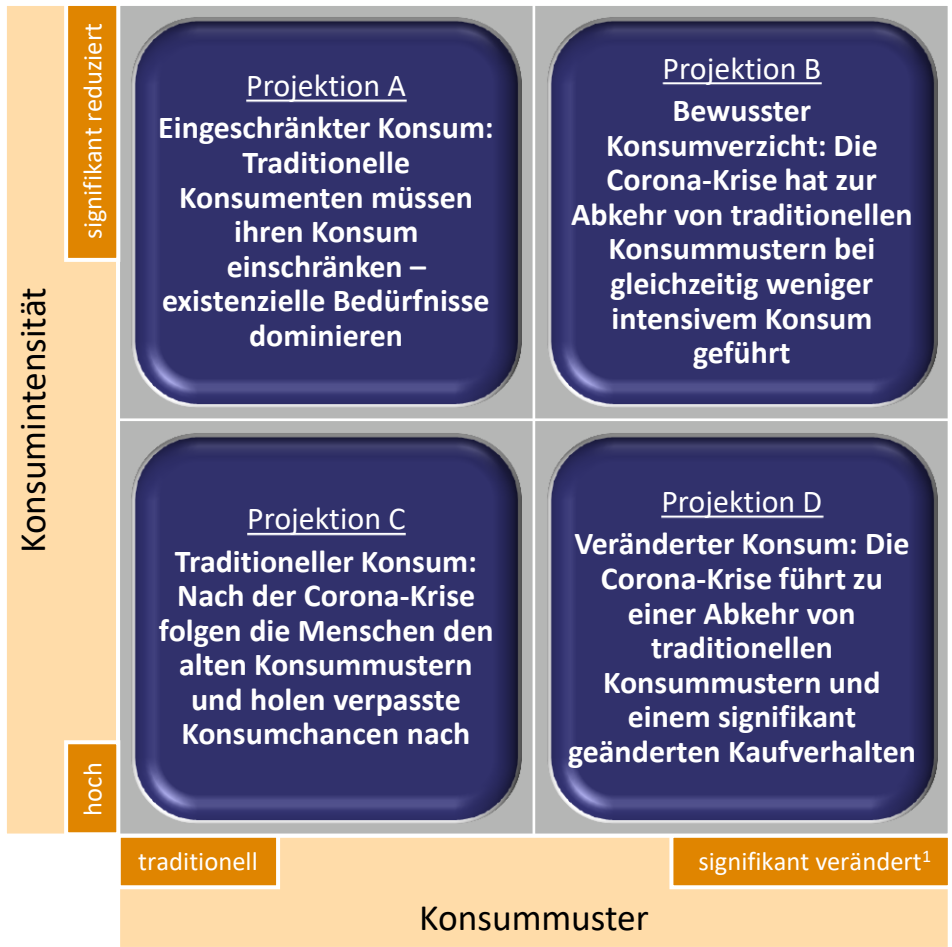 Konsumintensität
signifikant reduziert
hoch
Projektion A
Eingeschränkter Konsum:
Traditionelle
Konsumenten müssen
ihren Konsum
einschränken –
existenzielle Bedürfnisse
dominieren
Projektion B
Bewusster
Konsumverzicht: Die
Corona-Krise hat zur
Abkehr von traditionellen
Konsummustern bei
gleichzeitig weniger
intensivem Konsum
geführt
Projektion C
Traditioneller Konsum:
Nach der Corona-Krise
folgen die Menschen den
alten Konsummustern
und holen verpasste
Konsumchancen nach
Projektion D
Veränderter Konsum: Die
Corona-Krise führt zu
einer Abkehr von
traditionellen
Konsummustern und
einem signifikant
geänderten Kaufverhalten
traditionell
signifikant verändert¹
Konsummuster